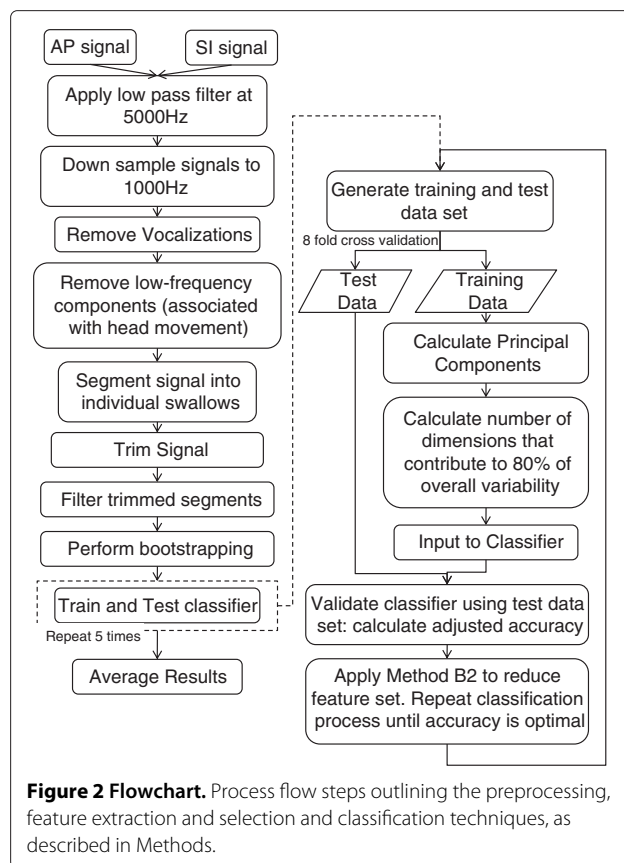 AP signal
SI signal
Apply low pass filter at
5000Hz
Down sample signals to
1000Hz
Remove Vocalizations
Remove low-frequency
components (associated
with head movement)
Segment signal into
individual swallows
Trim Signal
Filter trimmed segments
Perform bootstrapping
Train and Test classifier
Repeat 5 times
Average Results
Generate training and test
data set
8 fold cross validation
Test
Data
Training
Data
Calculate Principal
Components
Calculate number of
dimensions that
contribute to 80% of
overall variability
Input to Classifier
Validate classifier using test data
set: calculate adjusted accuracy
Apply Method B2 to reduce
feature set. Repeat classification
process until accuracy is optimal
Figure 2 Flowchart. Process flow steps outlining the preprocessing,
feature extraction and selection and classification techniques, as
described in Methods.